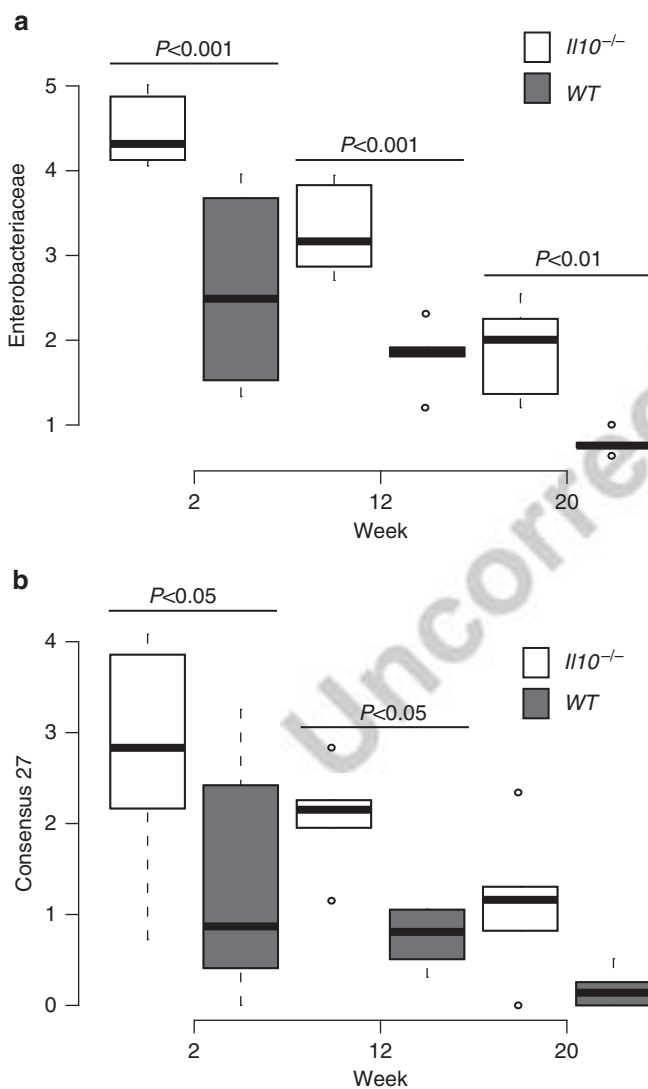 a
P<0.001
Il10⁻/⁻
WT
P<0.001
P<0.01
5
4
3
2
1
Enterobacteriaceae
2 12 20
Week
b
P<0.05
Il10⁻/⁻
WT
P<0.05
4
3
2
1
0
Consensus 27
2 12 20
Week
Uncorrec